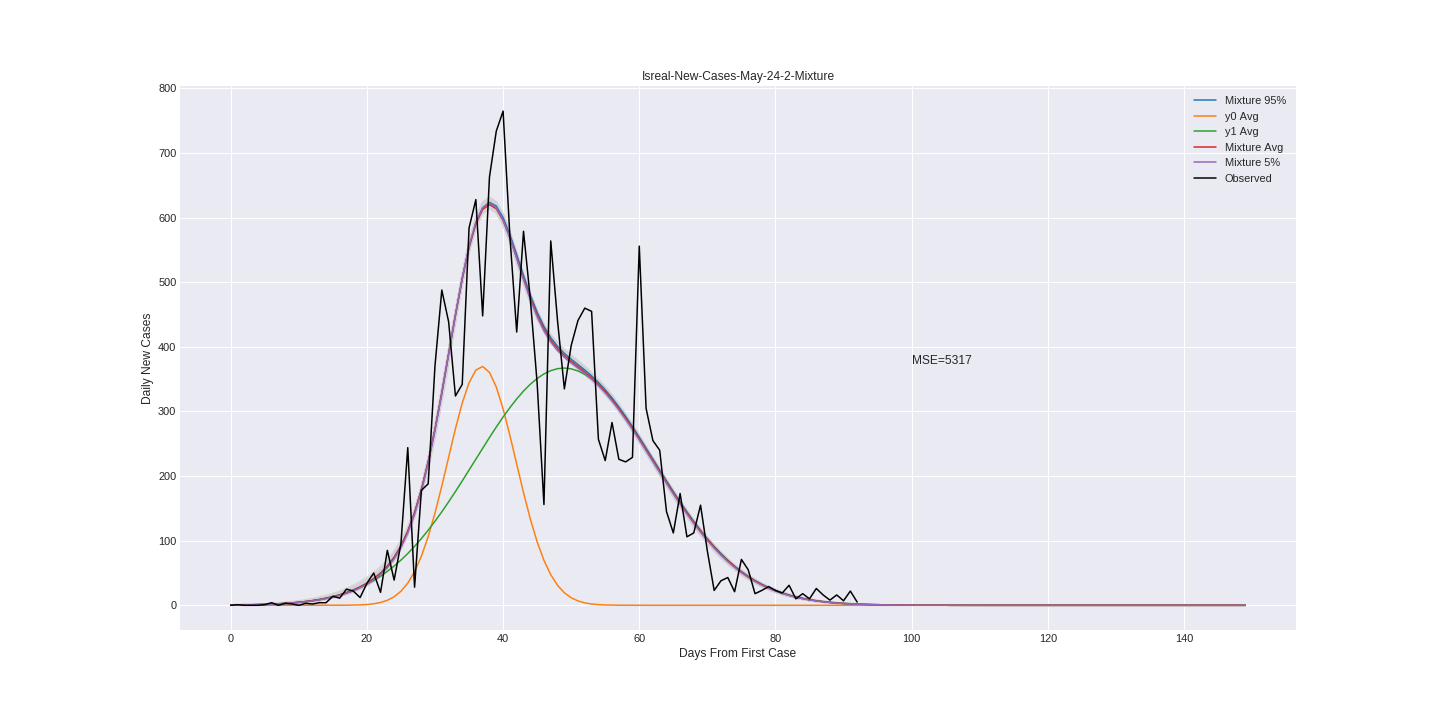 Isreal-New-Cases-May-24-2-Mixture
Mixture 95%
y0 Avg
y1 Avg
Mixture Avg
Mixture 5%
Observed
800
700
600
500
400
300
200
100
0
Daily New Cases
MSE=5317
0 20 40 60 80 100 120 140
Days From First Case